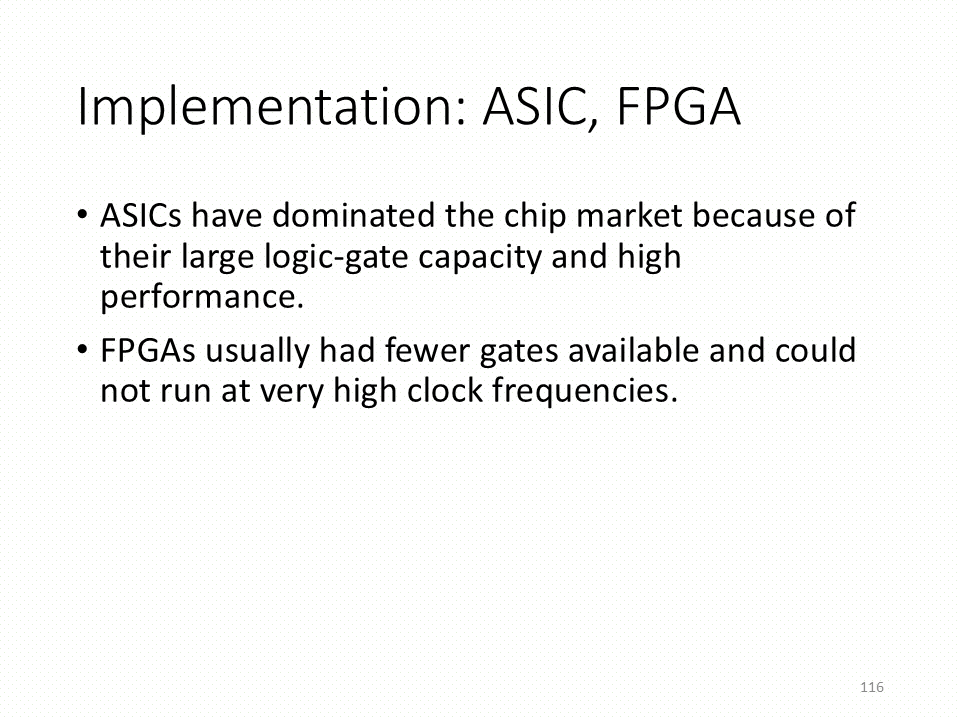 Implementation: ASIC, FPGA
• ASICs have dominated the chip market because of
their large logic-gate capacity and high
performance.
• FPGAs usually had fewer gates available and could
not run at very high clock frequencies.
116